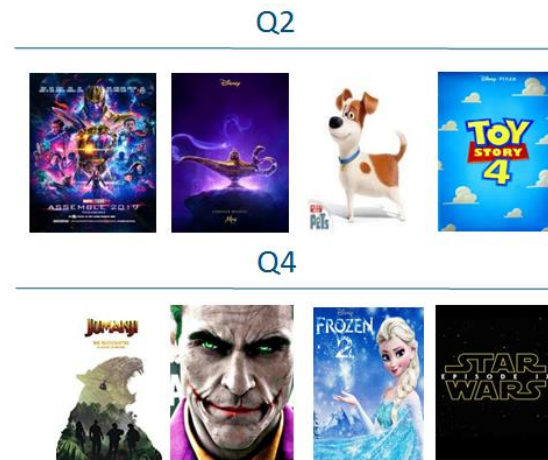 Q2
ASSEMBLE 2019
Disney
PETS
Disney PIXAR
TOY
STORY
4
Q4
JUMANJI
Disney
FROZEN
2
STAR
EPISODE I
WARS